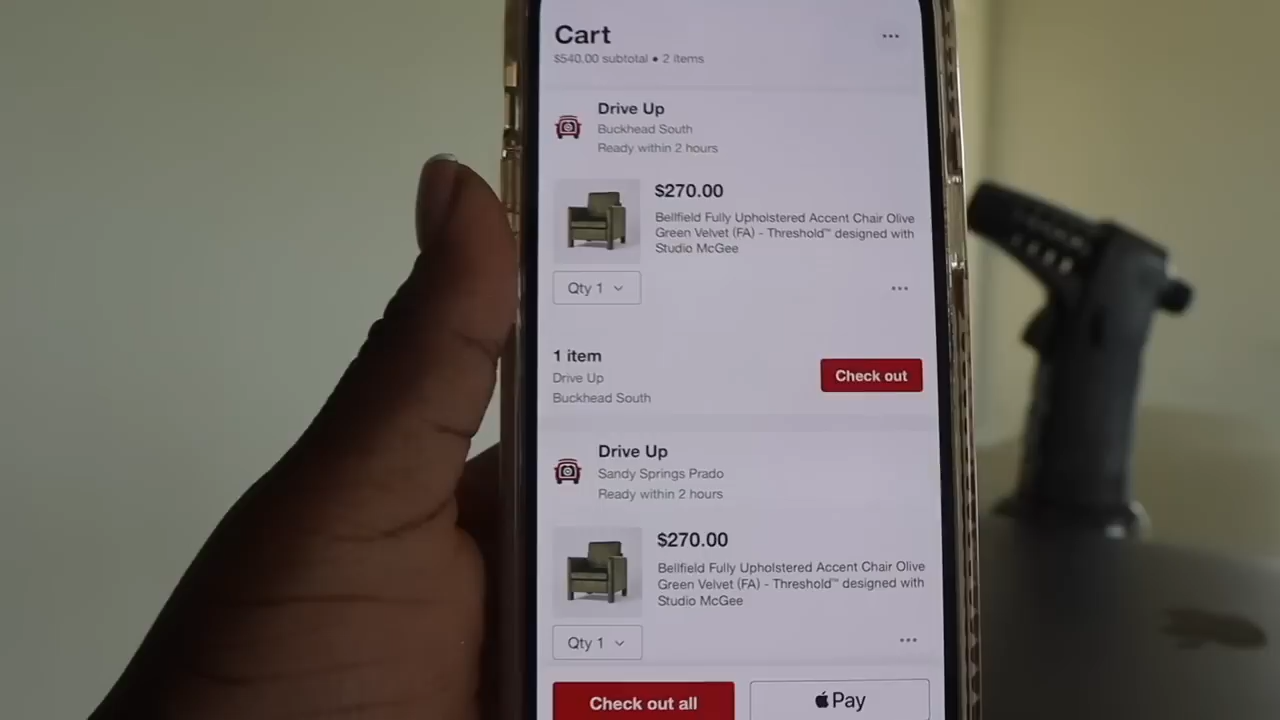 Cart
$540.00 subtotal • 2 items
Drive Up
Buckhead South
Ready within 2 hours
$270.00
Bellfield Fully Upholstered Accent Chair Olive
Green Velvet (FA) - Threshold™ designed with
Studio McGee
Qty 1
1 item
Drive Up
Buckhead South
Check out
Drive Up
Sandy Springs Prado
Ready within 2 hours
$270.00
Bellfield Fully Upholstered Accent Chair Olive
Green Velvet (FA) - Threshold™ designed with
Studio McGee
Qty 1
Check out all
Pay